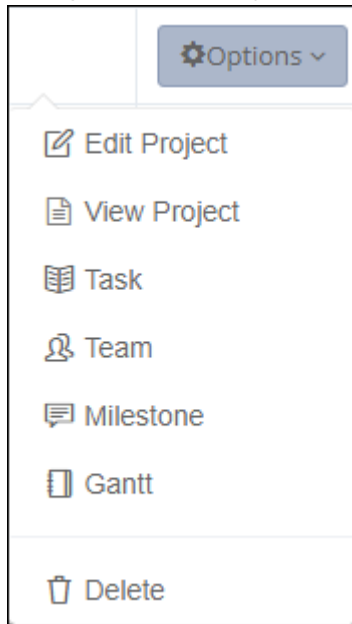 Options
Edit Project
View Project
Task
Team
Milestone
Gantt
Delete